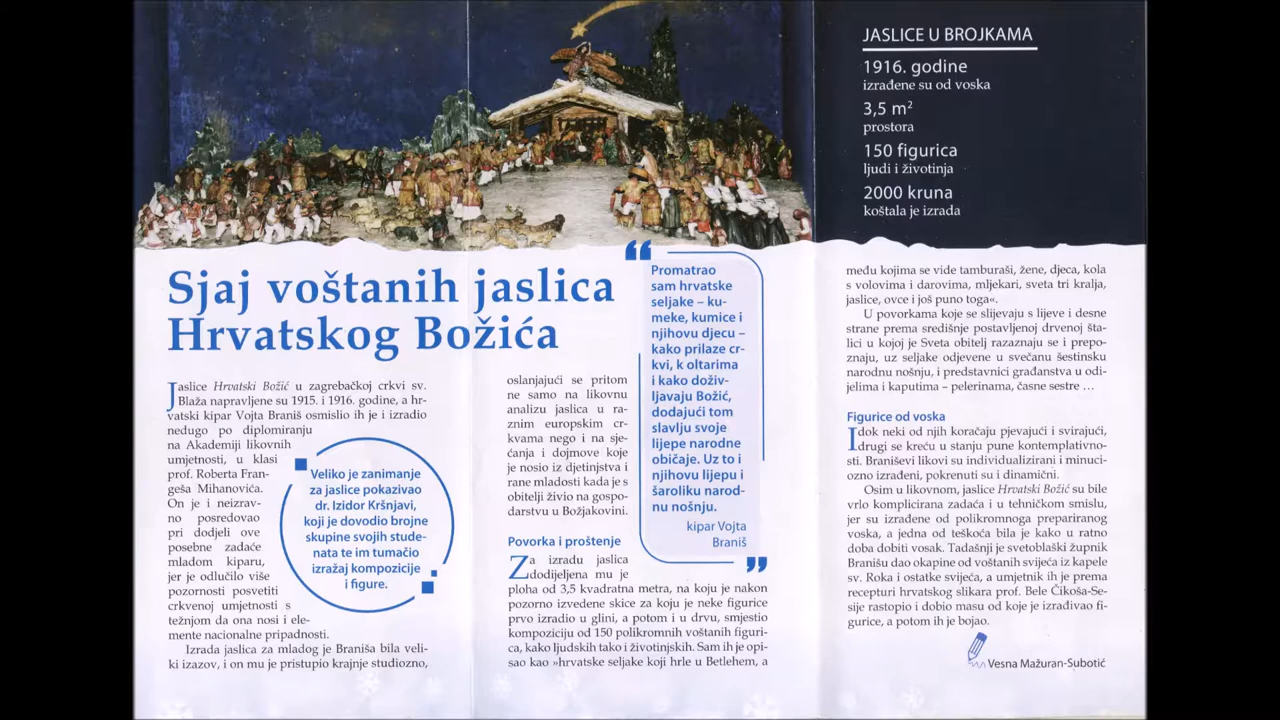 JASLICE U BROJKAMA
1916. godine
izrađene su od voska
3,5 m²
prostora
150 figurica
ljudi i životinja
2000 kruna
koštala je izrada
Sjaj voštanih jaslica
Hrvatskog Božića
Jaslice Hrvatski Božić u zagrebačkoj crkvi sv.
Blaža napravljene su 1915. i 1916. godine, a hr-
vatski kipar Vojta Braniš osmislio ih je i izradio
nedugo po diplomiranju
na Akademiji likovnih
umjetnosti, u klasi
prof. Roberta Fran-
geša Mihanovića.
On je i neizrav-
no posredovao
pri dodjeli ove
posebne zadaće
mladom kiparu,
jer je odlučilo više
pozornosti posvetiti
crkvenoj umjetnosti s
težnjom da ona nosi i ele-
mente nacionalne pripadnosti.
Izrada jaslica za mladog je Braniša bila veli-
ki izazov, i on mu je pristupio krajnje studiozno,
Veliko je zanimanje
za jaslice pokazivao
dr. Izidor Kršnjavi,
koji je dovodio brojne
skupine svojih stude-
nata te im tumačio
izražaj kompozicije
i figure.
oslanjajući se pritom
ne samo na likovnu
analizu jaslica u ra-
znim europskim cr-
kvama nego i na sje-
ćanja i dojmove koje
je nosio iz djetinjstva i
rane mladosti kada je s
obitelji živio na gospo-
darstvu u Božjakovini.
Povorka i proštenje
Za izradu jaslica
dodijeljena mu je
ploha od 3,5 kvadratna metra, na koju je nakon
pozorno izvedene skice za koju je neke figurice
prvo izradio u glini, a potom i u drvu, smjestio
kompoziciju od 150 polikromnih voštanih figuri-
ca, kako ljudskih tako i životinjskih. Sam ih je opi-
sao kao »hrvatske seljake koji hrle u Betlehem, a
“
Promatrao
sam hrvatske
seljake – ku-
meke, kumice i
njihovu djecu –
kako prilaze cr-
kvi, k oltarima
i kako doživ-
ljavaju Božić,
dodajući tom
slavlju svoje
lijepe narodne
običaje. Uz to i
njihovu lijepu i
šaroliku narod-
nu nošnju.
kipar Vojta
Braniš
”
među kojima se vide tamburaši, žene, djeca, kola
s volovima i darovima, mljekari, sveta tri kralja,
jaslice, ovce i još puno toga«.
U povorkama koje se slijevaju s lijeve i desne
strane prema središnje postavljenoj drvenoj šta-
lici u kojoj je Sveta obitelj razaznaju se i prepo-
znaju, uz seljake odjevene u svečanu šestinsku
narodnu nošnju, i predstavnici građanstva u odi-
jelima i kaputima – pelerinama, časne sestre ...
Figurice od voska
I dok neki od njih koračaju pjevajući i svirajući,
drugi se kreću u stanju pune kontemplativno-
sti. Braniševi likovi su individualizirani i minuci-
ozno izrađeni, pokrenuti su i dinamični.
Osim u likovnom, jaslice Hrvatski Božić su bile
vrlo komplicirana zadaća i u tehničkom smislu,
jer su izrađene od polikromoga prepariranog
voska, a jedna od teškoća bila je kako u ratno
doba dobiti vosak. Tadašnji je svetoblaški župnik
Branišu dao okapine od voštanih svijeća iz kapele
sv. Roka i ostatke svijeća, a umjetnik ih je prema
recepturi hrvatskog slikara prof. Bele Čikoša-Se-
sije rastopio i dobio masu od koje je izrađivao fi-
gurice, a potom ih je bojao.
Vesna Mažuran-Subotić